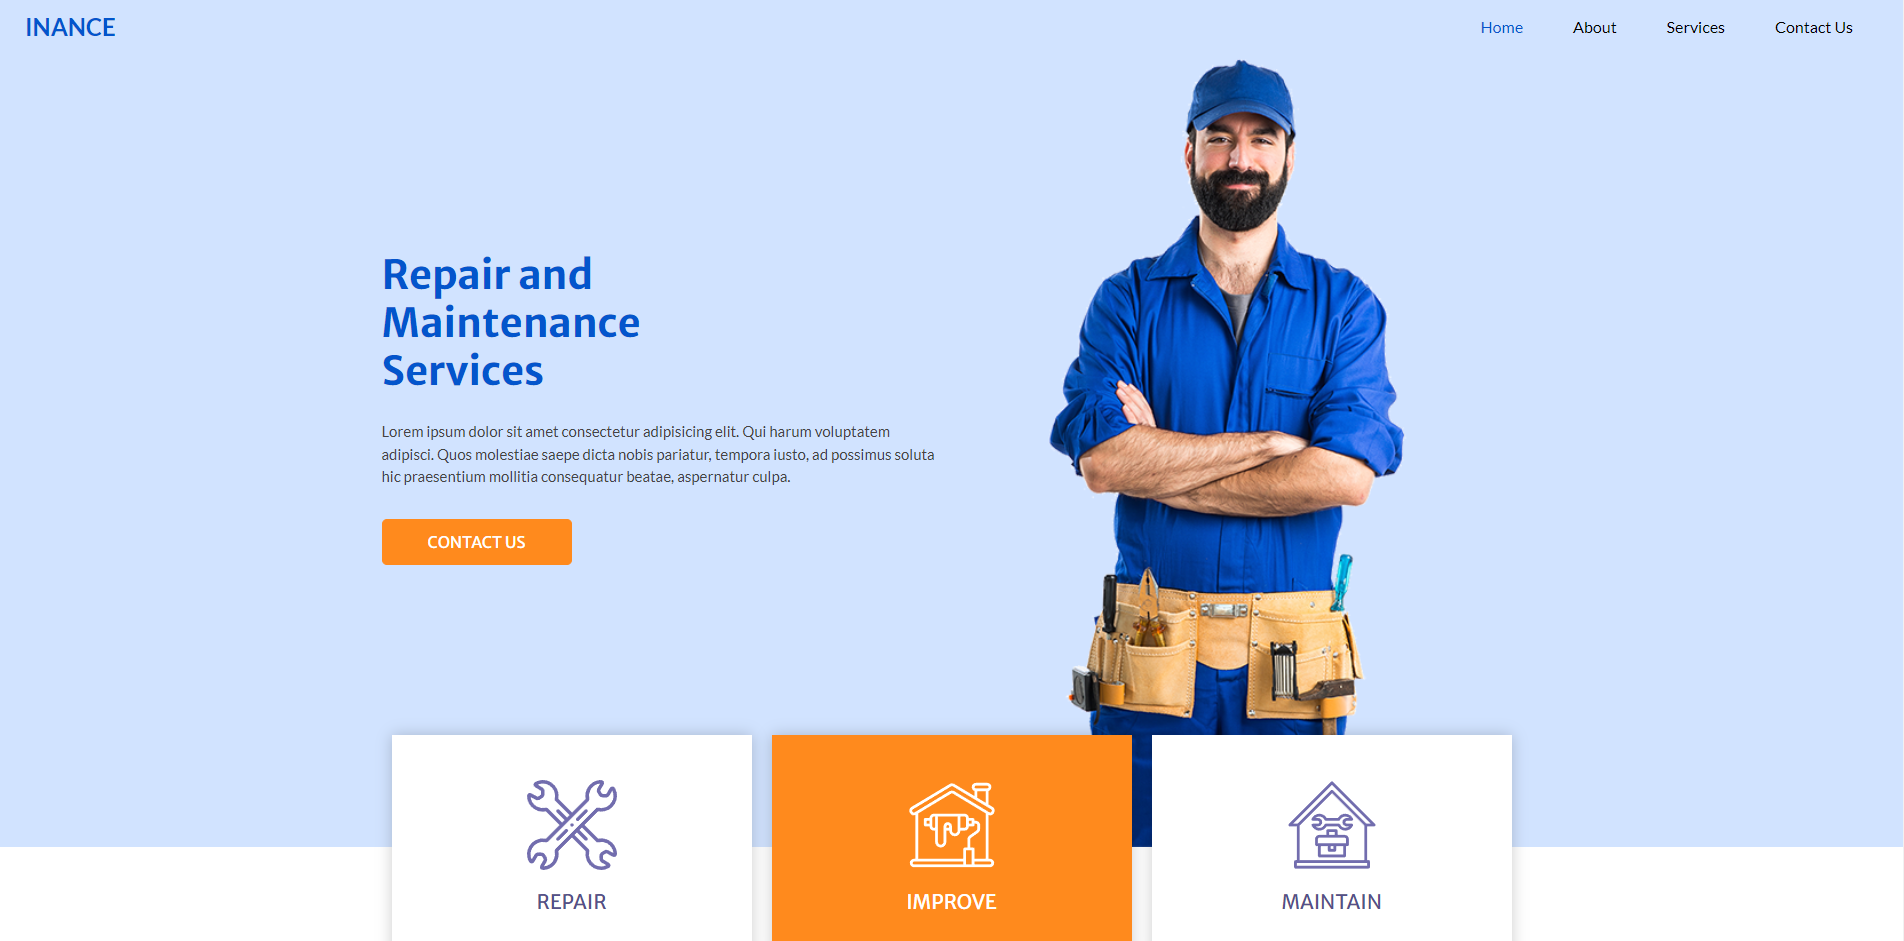 INANCE
Home
About
Services
Contact Us
Repair and
Maintenance
Services
Lorem ipsum dolor sit amet consectetur adipisicing elit. Qui harum voluptatem
adipisci. Quos molestiae saepe dicta nobis pariatur, tempora iusto, ad possimus soluta
hic praesentium mollitia consequatur beatae, aspernatur culpa.
CONTACT US
REPAIR
IMPROVE
MAINTAIN